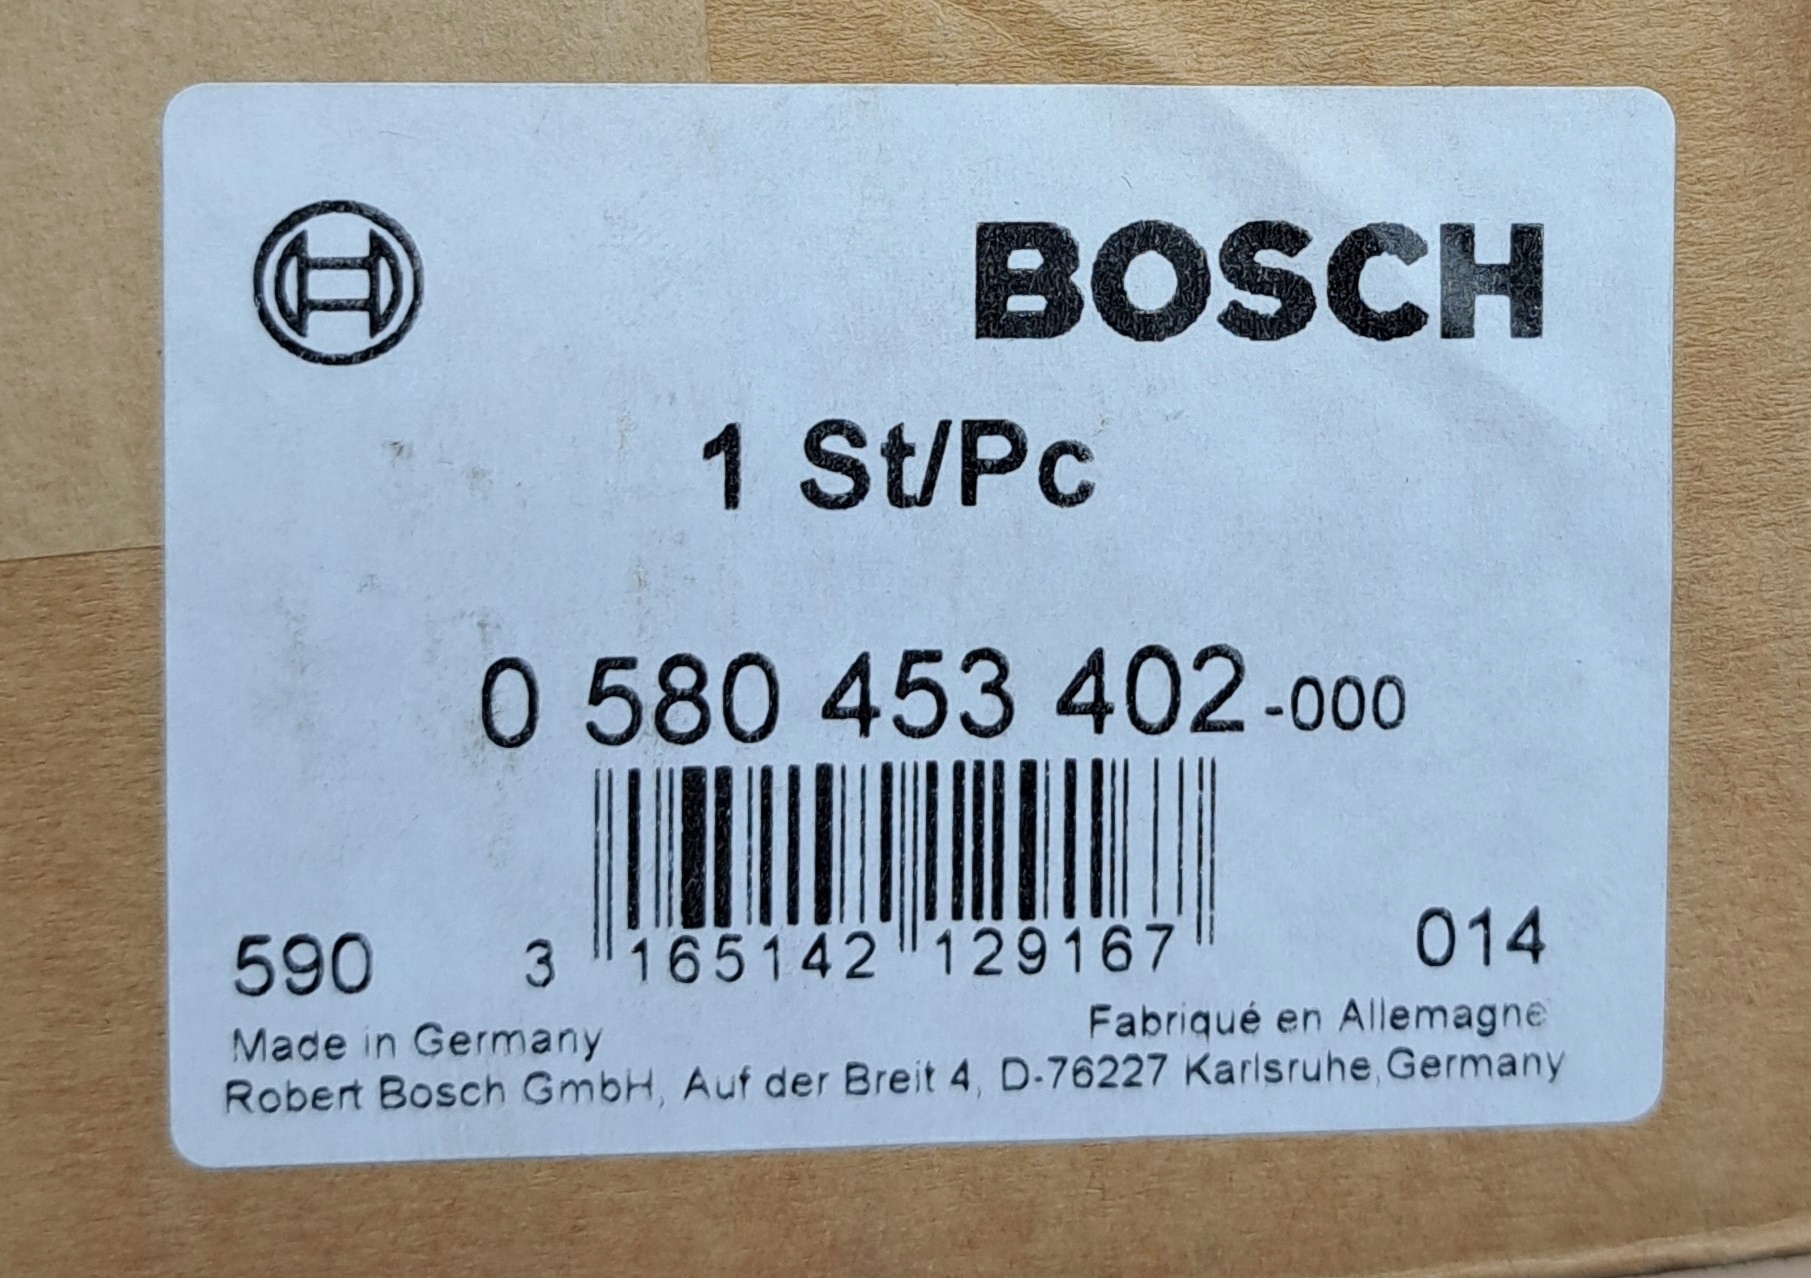 BOSCH
1 St/Pc
0 580 453 402-000
590 3 165142 129167 014
Made in Germany Fabriqué en Allemagne
Robert Bosch GmbH, Auf der Breit 4, D-76227 Karlsruhe,Germany